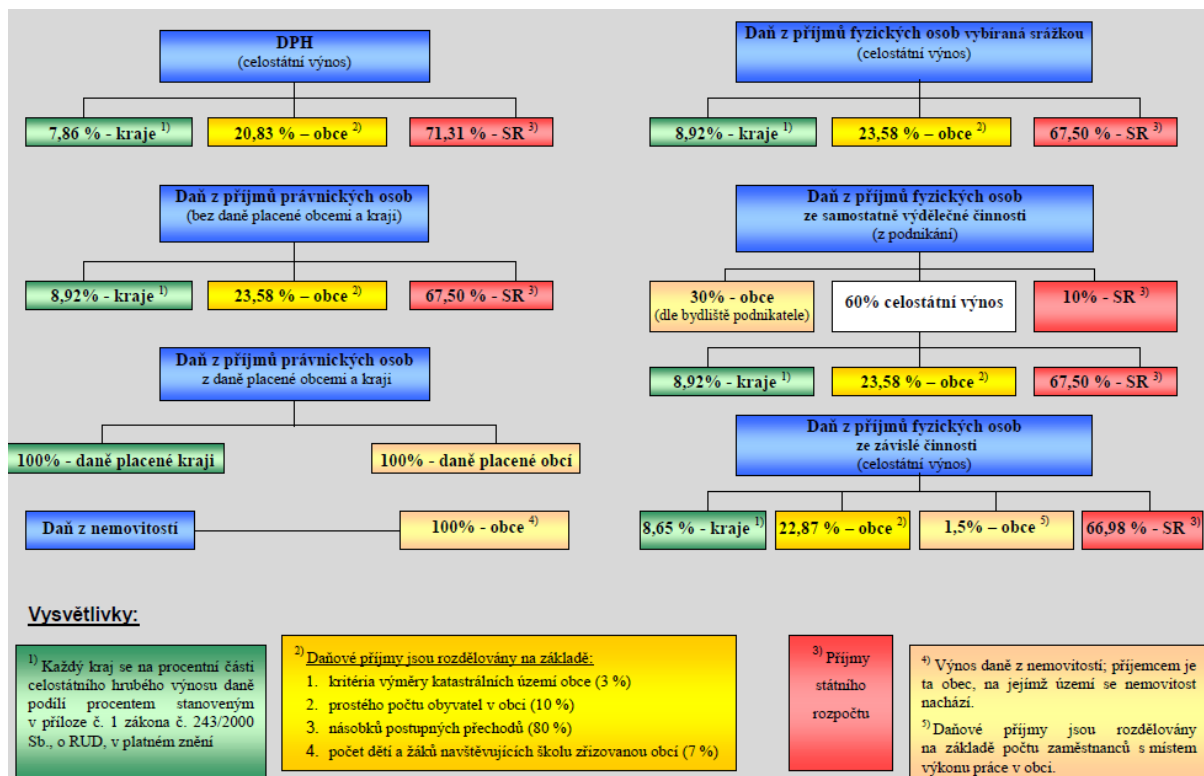 DPH
(celostátní výnos)
7,86 % - kraje 1)
20,83 % – obce 2)
71,31 % - SR 3)
Daň z příjmů fyzických osob vybíraná srážkou
(celostátní výnos)
8,92% - kraje 1)
23,58 % – obce 2)
67,50 % - SR 3)
Daň z příjmů právnických osob
(bez daně placené obcemi a kraji)
8,92% - kraje 1)
23,58 % – obce 2)
67,50 % - SR 3)
Daň z příjmů fyzických osob
ze samostatně výdělečné činnosti
(z podnikání)
30% - obce
(dle bydliště podnikatele)
60% celostátní výnos
10% - SR 3)
8,92% - kraje 1)
23,58 % – obce 2)
67,50 % - SR 3)
Daň z příjmů právnických osob
z daně placené obcemi a kraji
100% - daně placené kraji
100% - daně placené obcí
Daň z příjmů fyzických osob
ze závislé činnosti
(celostátní výnos)
8,65 % - kraje 1)
22,87 % – obce 2)
1,5% – obce 5)
66,98 % - SR 3)
Daň z nemovitostí
100% - obce 4)
Vysvětlivky:
1) Každý kraj se na procentní části
celostátního hrubého výnosu daně
podílí procentem stanoveným
v příloze č. 1 zákona č. 243/2000
Sb., o RUD, v platném znění
2) Daňové příjmy jsou rozdělovány na základě:
1. kritéria výměry katastrálních území obce (3 %)
2. prostého počtu obyvatel v obci (10 %)
3. násobků postupných přechodů (80 %)
4. počet dětí a žáků navštěvujících školu zřizovanou obcí (7 %)
3) Příjmy
státního
rozpočtu
4) Výnos daně z nemovitostí; příjemcem je
ta obec, na jejímž území se nemovitost
nachází.
5) Daňové příjmy jsou rozdělovány
na základě počtu zaměstnanců s místem
výkonu práce v obci.